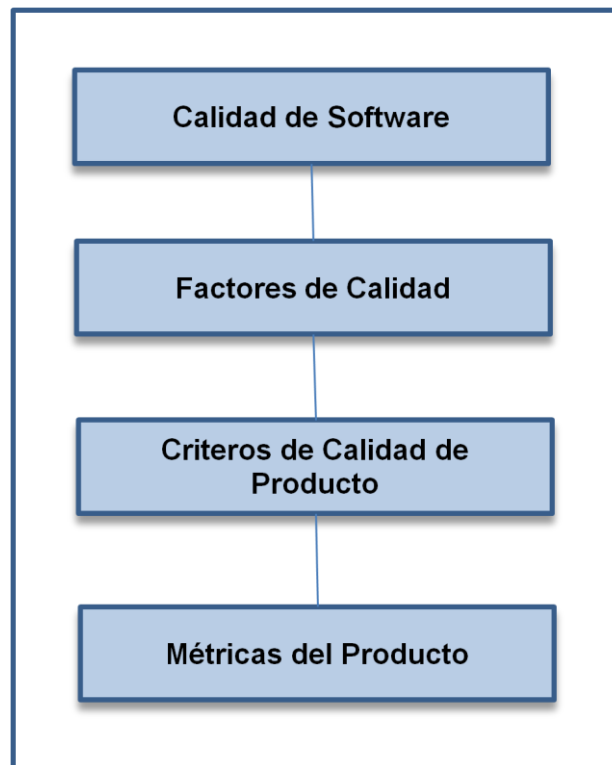 Calidad de Software
Factores de Calidad
Criteros de Calidad de
Producto
Métricas del Producto